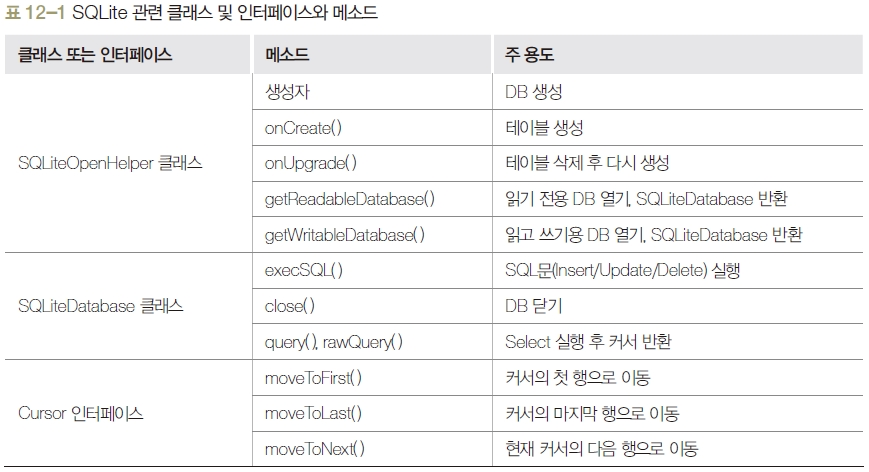 표 12-1 SQLite 관련 클래스 및 인터페이스와 메소드
클래스 또는 인터페이스 메소드 주 용도
생성자 DB 생성
onCreate() 테이블 생성
SQLiteOpenHelper 클래스 onUpgrade() 테이블 삭제 후 다시 생성
getReadableDatabase() 읽기 전용 DB 열기, SQLiteDatabase 반환
getWritableDatabase() 읽고 쓰기용 DB 열기, SQLiteDatabase 반환
execSQL() SQL문(Insert/Update/Delete) 실행
SQLiteDatabase 클래스 close() DB 닫기
query(), rawQuery() Select 실행 후 커서 반환
moveToFirst() 커서의 첫 행으로 이동
Cursor 인터페이스 moveToLast() 커서의 마지막 행으로 이동
moveToNext() 현재 커서의 다음 행으로 이동